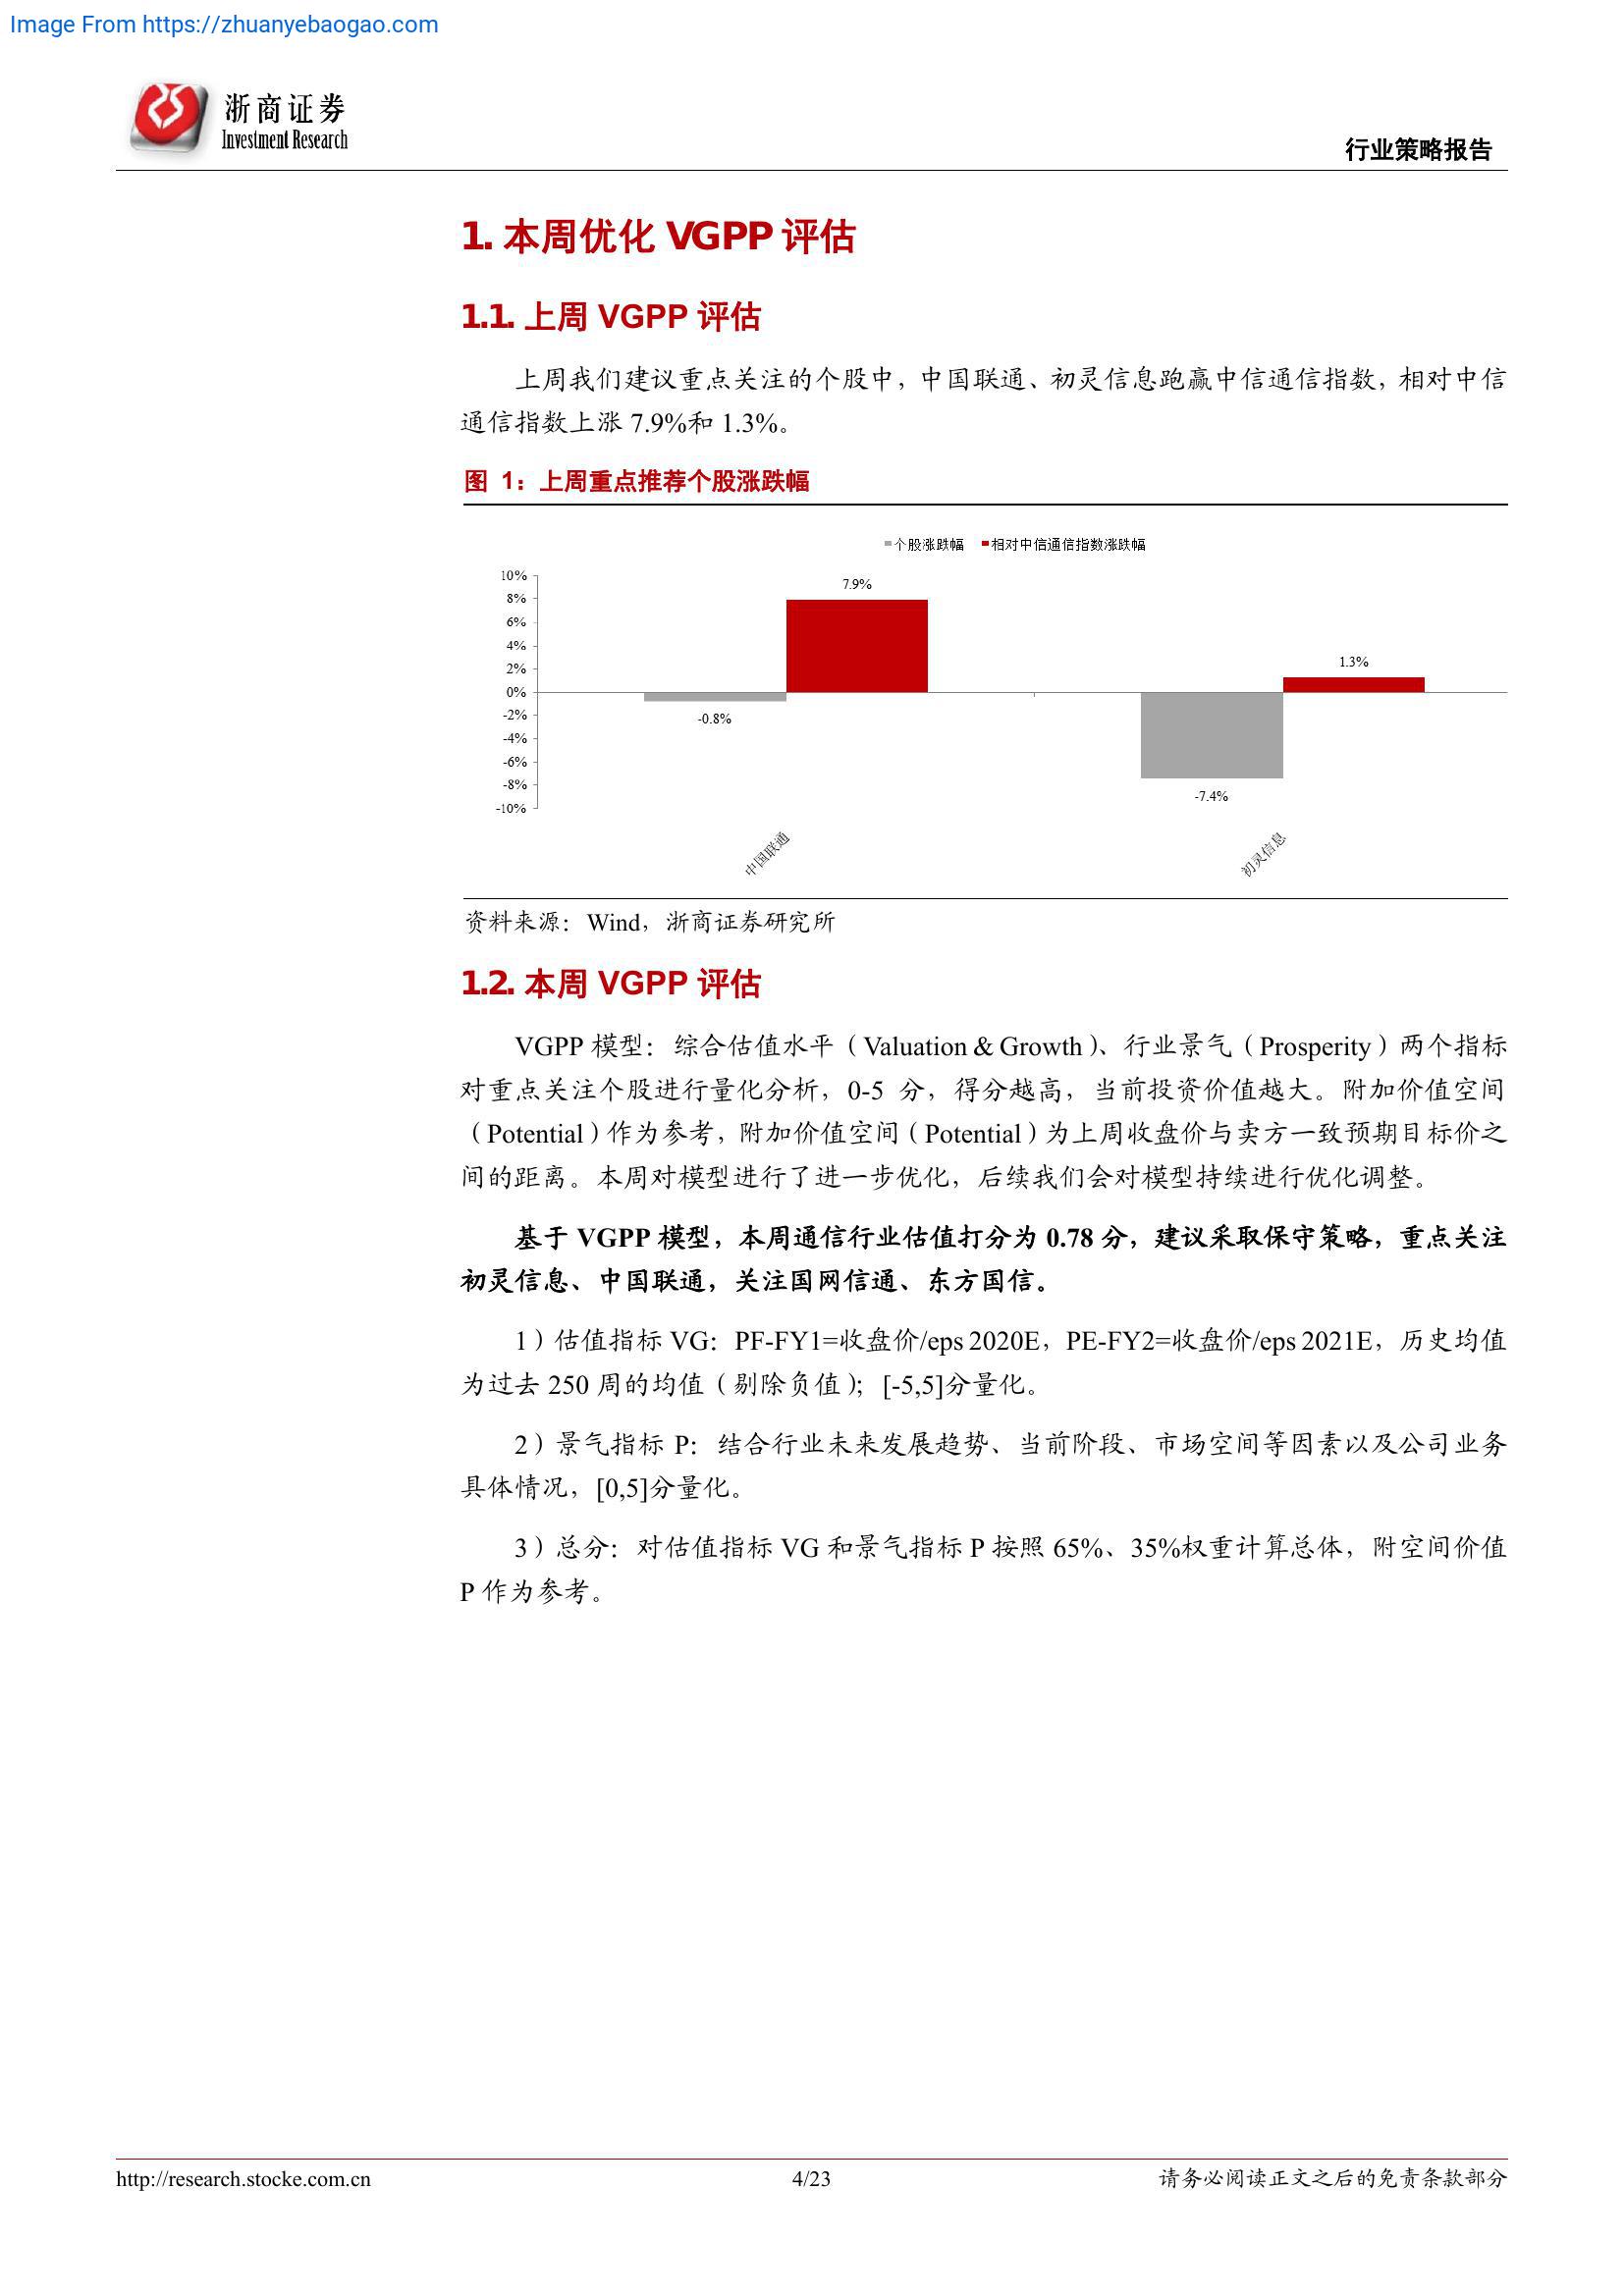 Image From https://zhuanyebaogao.com
浙商证券
Investment Research
行业策略报告
1. 本周优化 VGPP 评估
1.1. 上周 VGPP 评估
上周我们建议重点关注的个股中，中国联通、初灵信息跑赢中信通信指数，相对中信
通信指数上涨 7.9%和 1.3%。
图 1：上周重点推荐个股涨跌幅
个股涨跌幅 相对中信通信指数涨跌幅
10%
8%
6%
4%
2%
0%
-2%
-4%
-6%
-8%
-10%
7.9%
-0.8%
1.3%
-7.4%
中国联通
初灵信息
资料来源：Wind，浙商证券研究所
1.2. 本周 VGPP 评估
VGPP 模型：综合估值水平（Valuation & Growth）、行业景气（Prosperity）两个指标
对重点关注个股进行量化分析，0-5 分，得分越高，当前投资价值越大。附加价值空间
（Potential）作为参考，附加价值空间（Potential）为上周收盘价与卖方一致预期目标价之
间的距离。本周对模型进行了进一步优化，后续我们会对模型持续进行优化调整。
基于 VGPP 模型，本周通信行业估值打分为 0.78 分，建议采取保守策略，重点关注
初灵信息、中国联通，关注国网信通、东方国信。
1）估值指标 VG：PF-FY1=收盘价/eps 2020E，PE-FY2=收盘价/eps 2021E，历史均值
为过去 250 周的均值（剔除负值）；[-5,5]分量化。
2）景气指标 P：结合行业未来发展趋势、当前阶段、市场空间等因素以及公司业务
具体情况，[0,5]分量化。
3）总分：对估值指标 VG 和景气指标 P 按照 65%、35%权重计算总体，附空间价值
P 作为参考。
http://research.stocke.com.cn
4/23
请务必阅读正文之后的免责条款部分